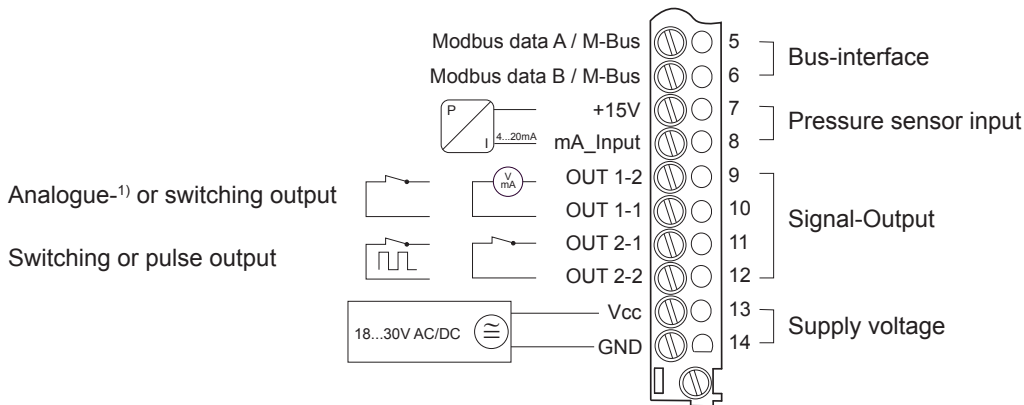 Modbus data A / M-Bus 5
Bus-interface
Modbus data B / M-Bus 6
P +15V 7
Pressure sensor input
I 4...20mA mA_Input 8
Analogue-1) or switching output
V mA OUT 1-2 9
OUT 1-1 10
Signal-Output
Switching or pulse output
OUT 2-1 11
OUT 2-2 12
Vcc 13
18...30V AC/DC ≅
Supply voltage
GND 14